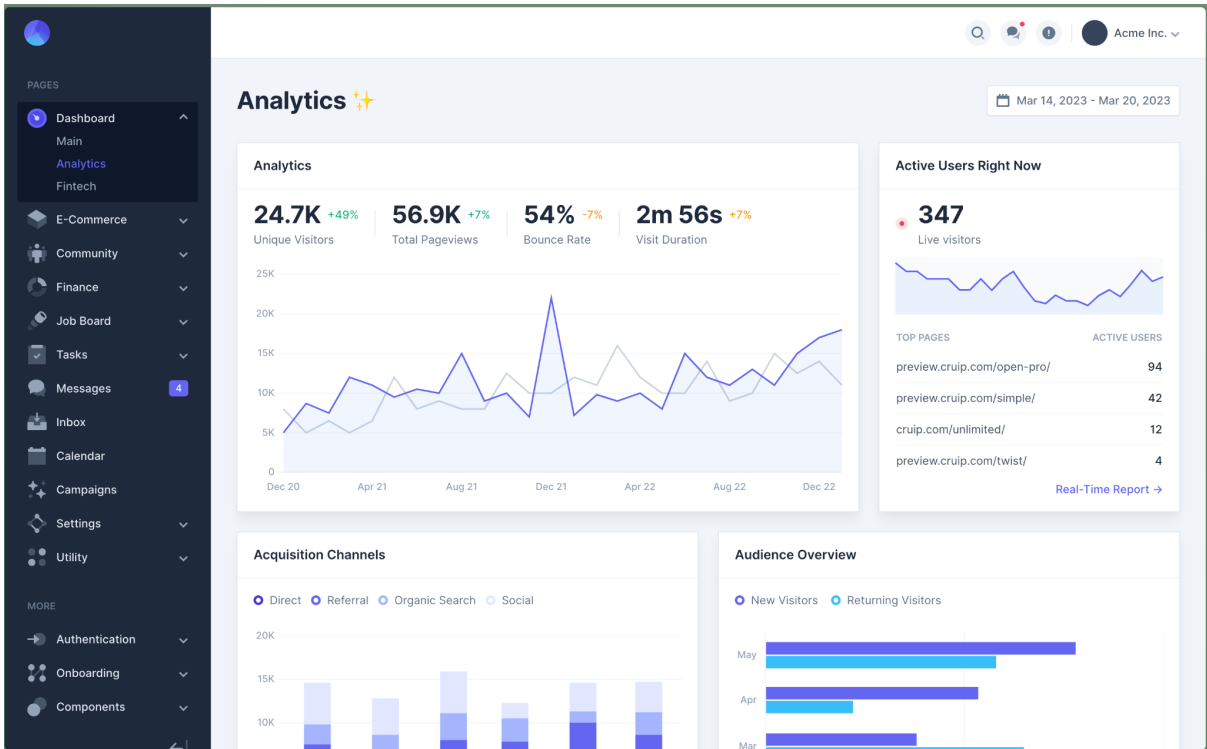 Acme Inc.
PAGES
Dashboard
Main
Analytics
Fintech
E-Commerce
Community
Finance
Job Board
Tasks
Messages 4
Inbox
Calendar
Campaigns
Settings
Utility
MORE
Authentication
Onboarding
Components
Analytics ✨
Mar 14, 2023 - Mar 20, 2023
Analytics
24.7K +49%
Unique Visitors
56.9K +7%
Total Pageviews
54% -7%
Bounce Rate
2m 56s +7%
Visit Duration
25K
20K
15K
10K
5K
0
Dec 20 Apr 21 Aug 21 Dec 21 Apr 22 Aug 22 Dec 22
Active Users Right Now
347
Live visitors
TOP PAGES ACTIVE USERS
preview.cruip.com/open-pro/ 94
preview.cruip.com/simple/ 42
cruip.com/unlimited/ 12
preview.cruip.com/twist/ 4
Real-Time Report ->
Acquisition Channels
Direct Referral Organic Search Social
20K
15K
10K
Audience Overview
New Visitors Returning Visitors
May
Apr
Mar